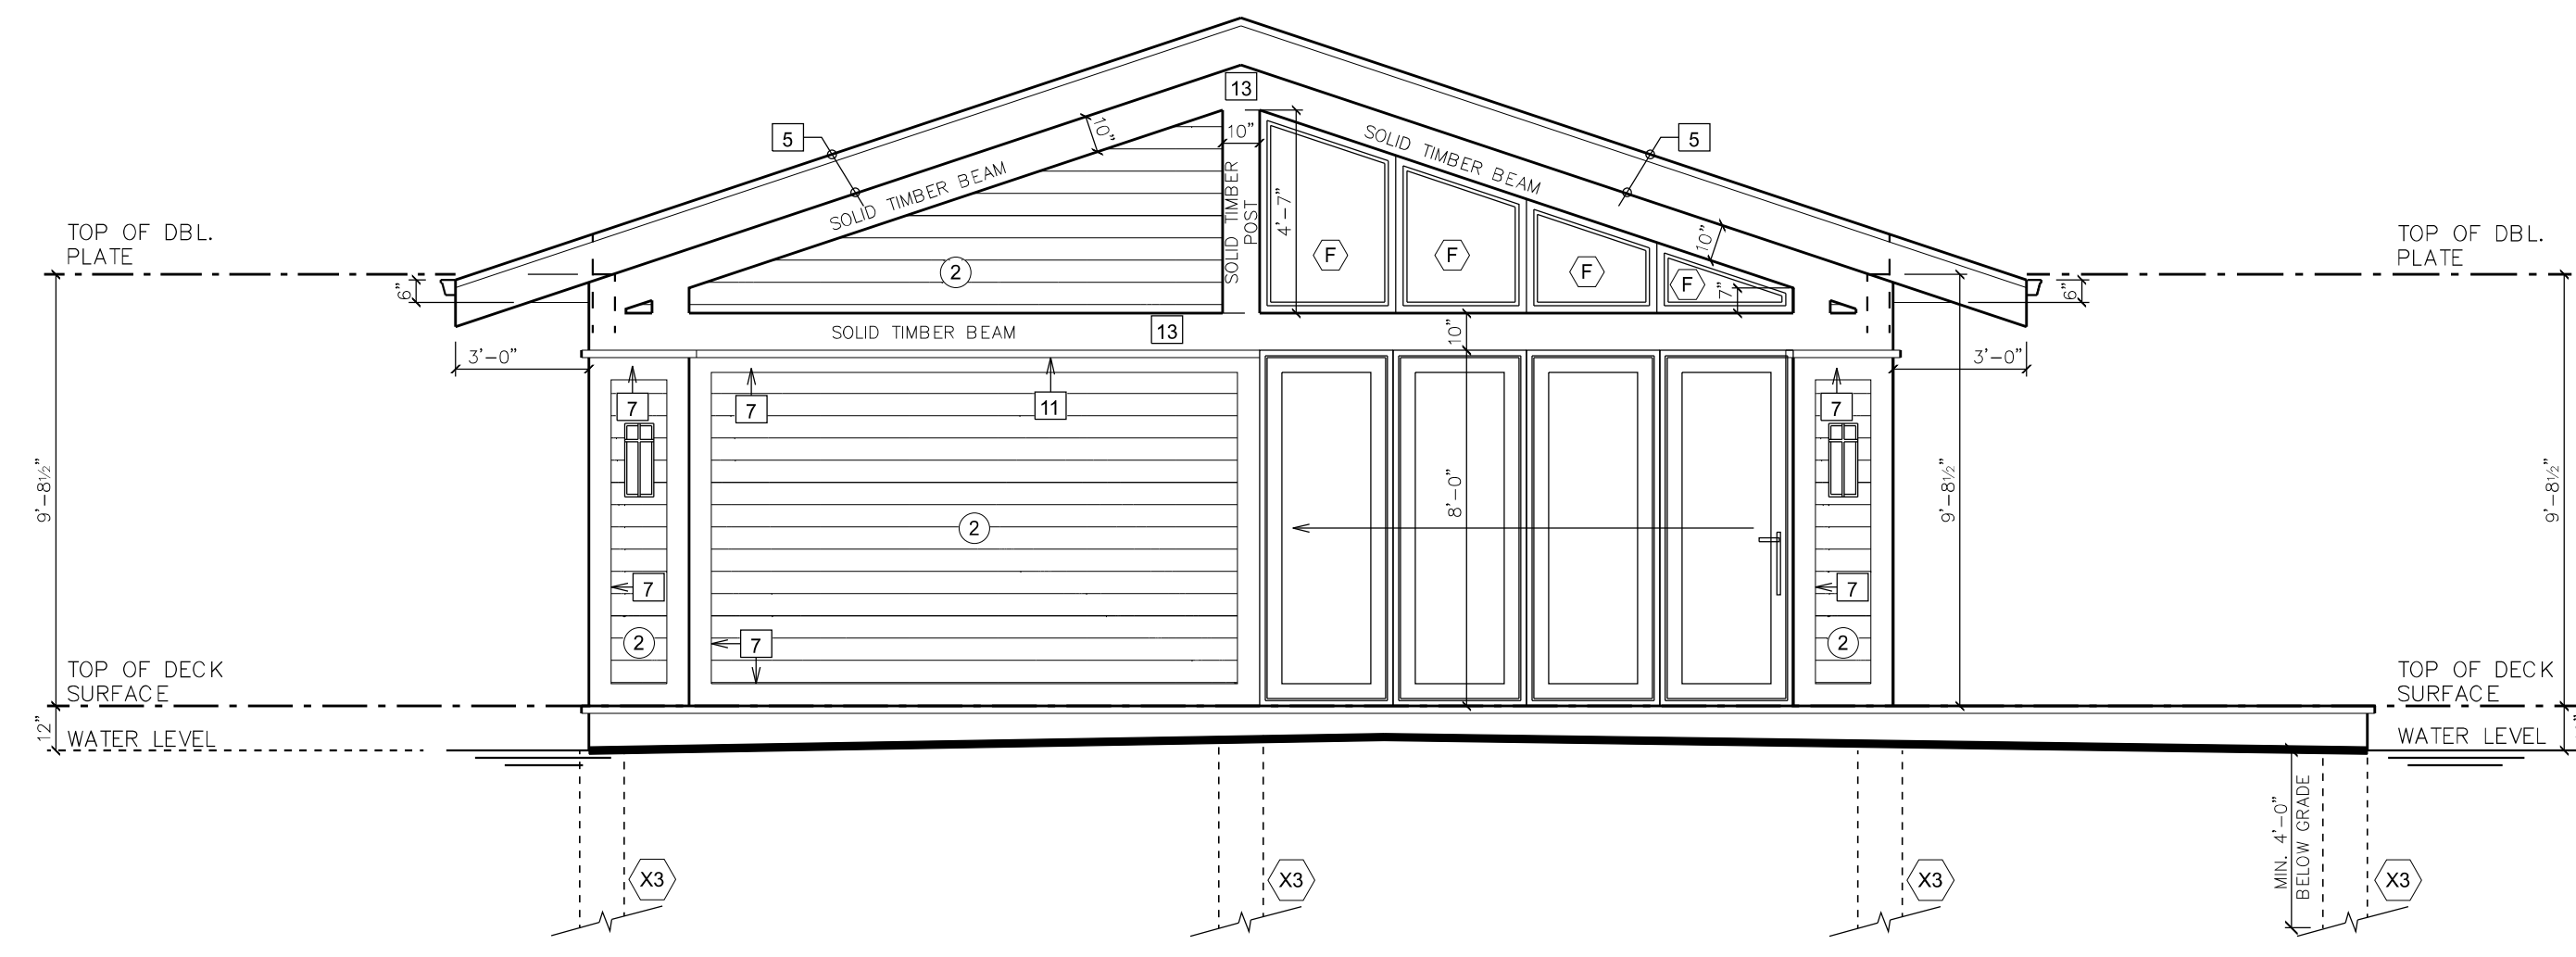 13
5
10"
10"
SOLID TIMBER BEAM
5
SOLID TIMBER BEAM
SOLID TIMBER
POST
4'-7"
TOP OF DBL.
PLATE
10"
TOP OF DBL.
PLATE
F
F
F
F
2
6"
7"
6"
SOLID TIMBER BEAM
13
10"
3'-0"
3'-0"
7
7
11
7
9'-8½"
8'-0"
9'-8½"
9'-8½"
2
7
7
7
2
2
TOP OF DECK
SURFACE
TOP OF DECK
SURFACE
12"
WATER LEVEL
WATER LEVEL
MIN. 4'-0"
BELOW GRADE
X3
X3
X3
X3